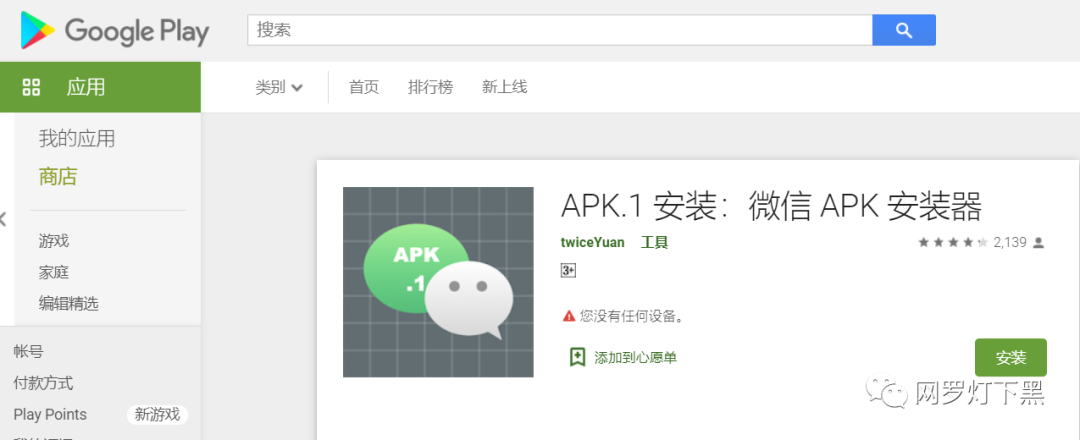 Google Play
搜索
应用
类别
首页
排行榜
新上线
我的应用
商店
游戏
家庭
编辑精选
帐号
付款方式
Play Points
新游戏
APK
.1
APK.1 安装：微信 APK 安装器
twiceYuan 工具
2,139
3+
您没有任何设备。
添加到心愿单
安装
网罗灯下黑